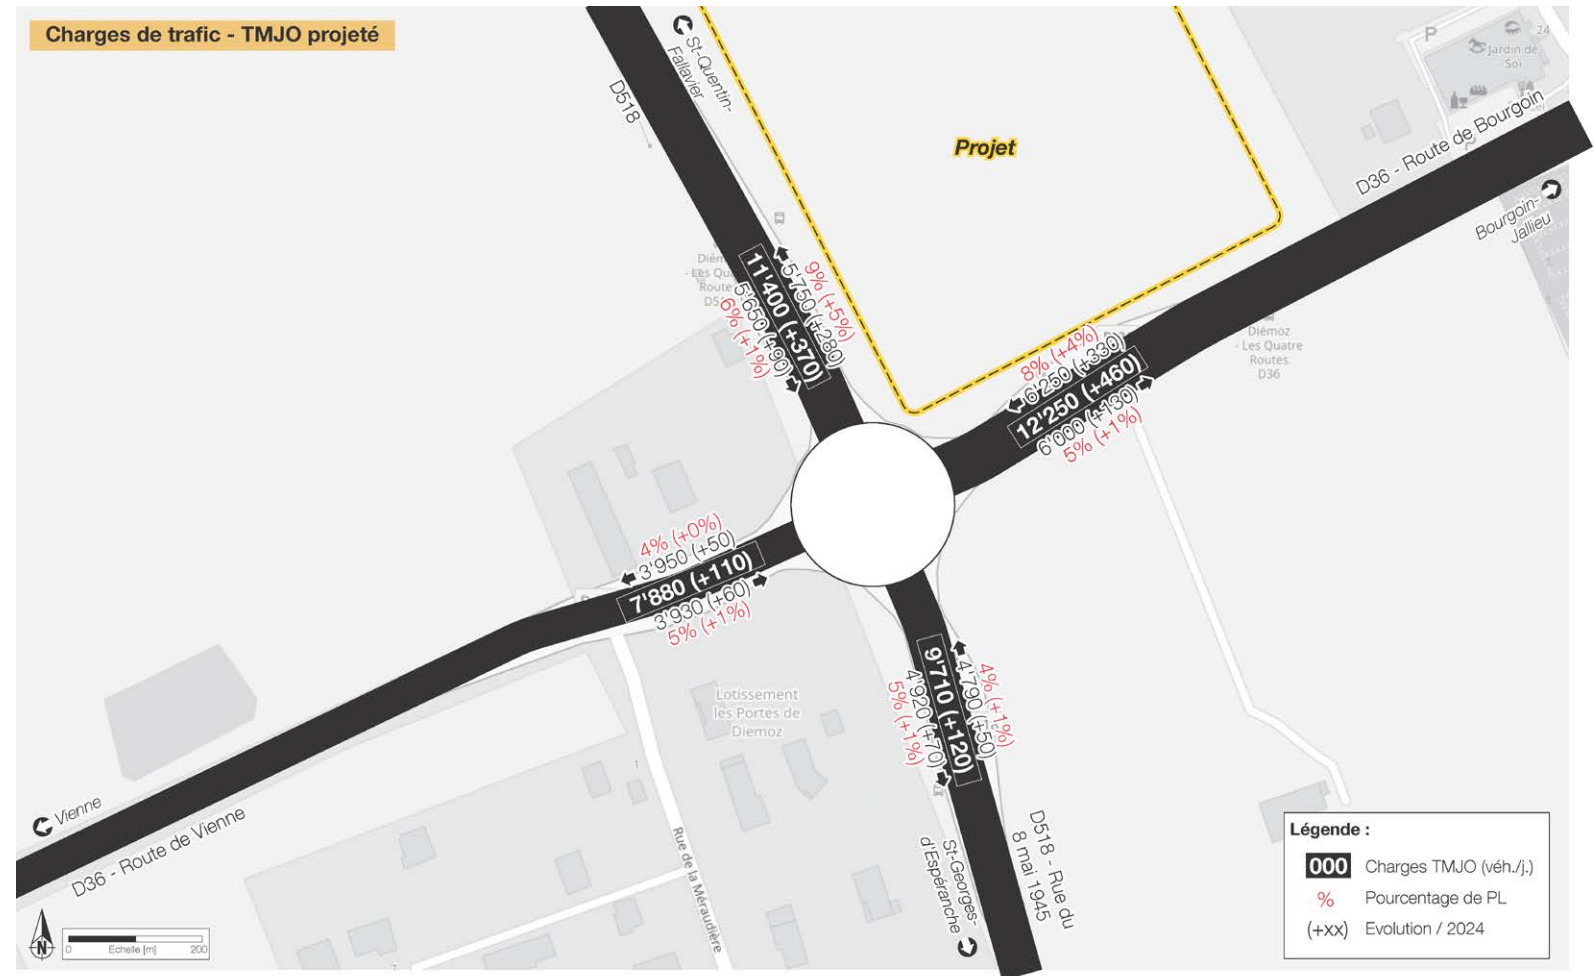 Charges de trafic - TMJO projeté
St-Quentin-
Fallavier
D518
Projet
P
24
Jardin de
Soi
D36 - Route de Bourgoin
Bourgoin-
Jallieu
9% (+5%)
5'750 (+280)
11'400 (+370)
5'650 (+90)
6% (+1%)
8% (+4%)
6'250 (+330)
12'250 (+460)
6'000 (+130)
5% (+1%)
Diémoz
- Les Quatre
Routes
D36
4% (+0%)
3'950 (+50)
7'880 (+110)
3'930 (+60)
5% (+1%)
4% (+1%)
4'790 (+50)
9'710 (+120)
4'920 (+70)
5% (+1%)
Lotissement
les Portes de
Diemoz
1
7
Vienne
D36 - Route de Vienne
Rue de la Méraudière
St-Georges-
d'Espéranche
D518 - Rue du
8 mai 1945
N
0 Echelle [m] 200
Légende :
000 Charges TMJO (véh./j.)
% Pourcentage de PL
(+xx) Evolution / 2024